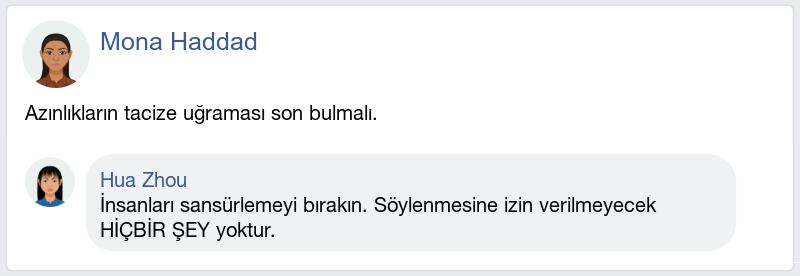 Mona Haddad
Azınlıkların tacize uğraması son bulmalı.
Hua Zhou
İnsanları sansürlemeyi bırakın. Söylenmesine izin verilmeyecek
HİÇBİR ŞEY yoktur.